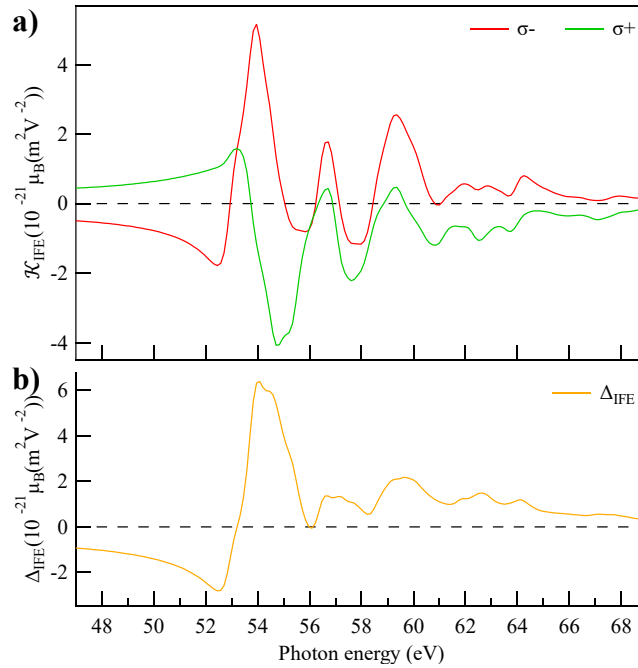 a)
σ- σ+
𝒦IFE(10⁻²¹ μB(m²V⁻²))
4
2
0
-2
-4
b)
ΔIFE
ΔIFE(10⁻²¹ μB(m²V⁻²))
6
4
2
0
-2
48 50 52 54 56 58 60 62 64 66 68
Photon energy (eV)